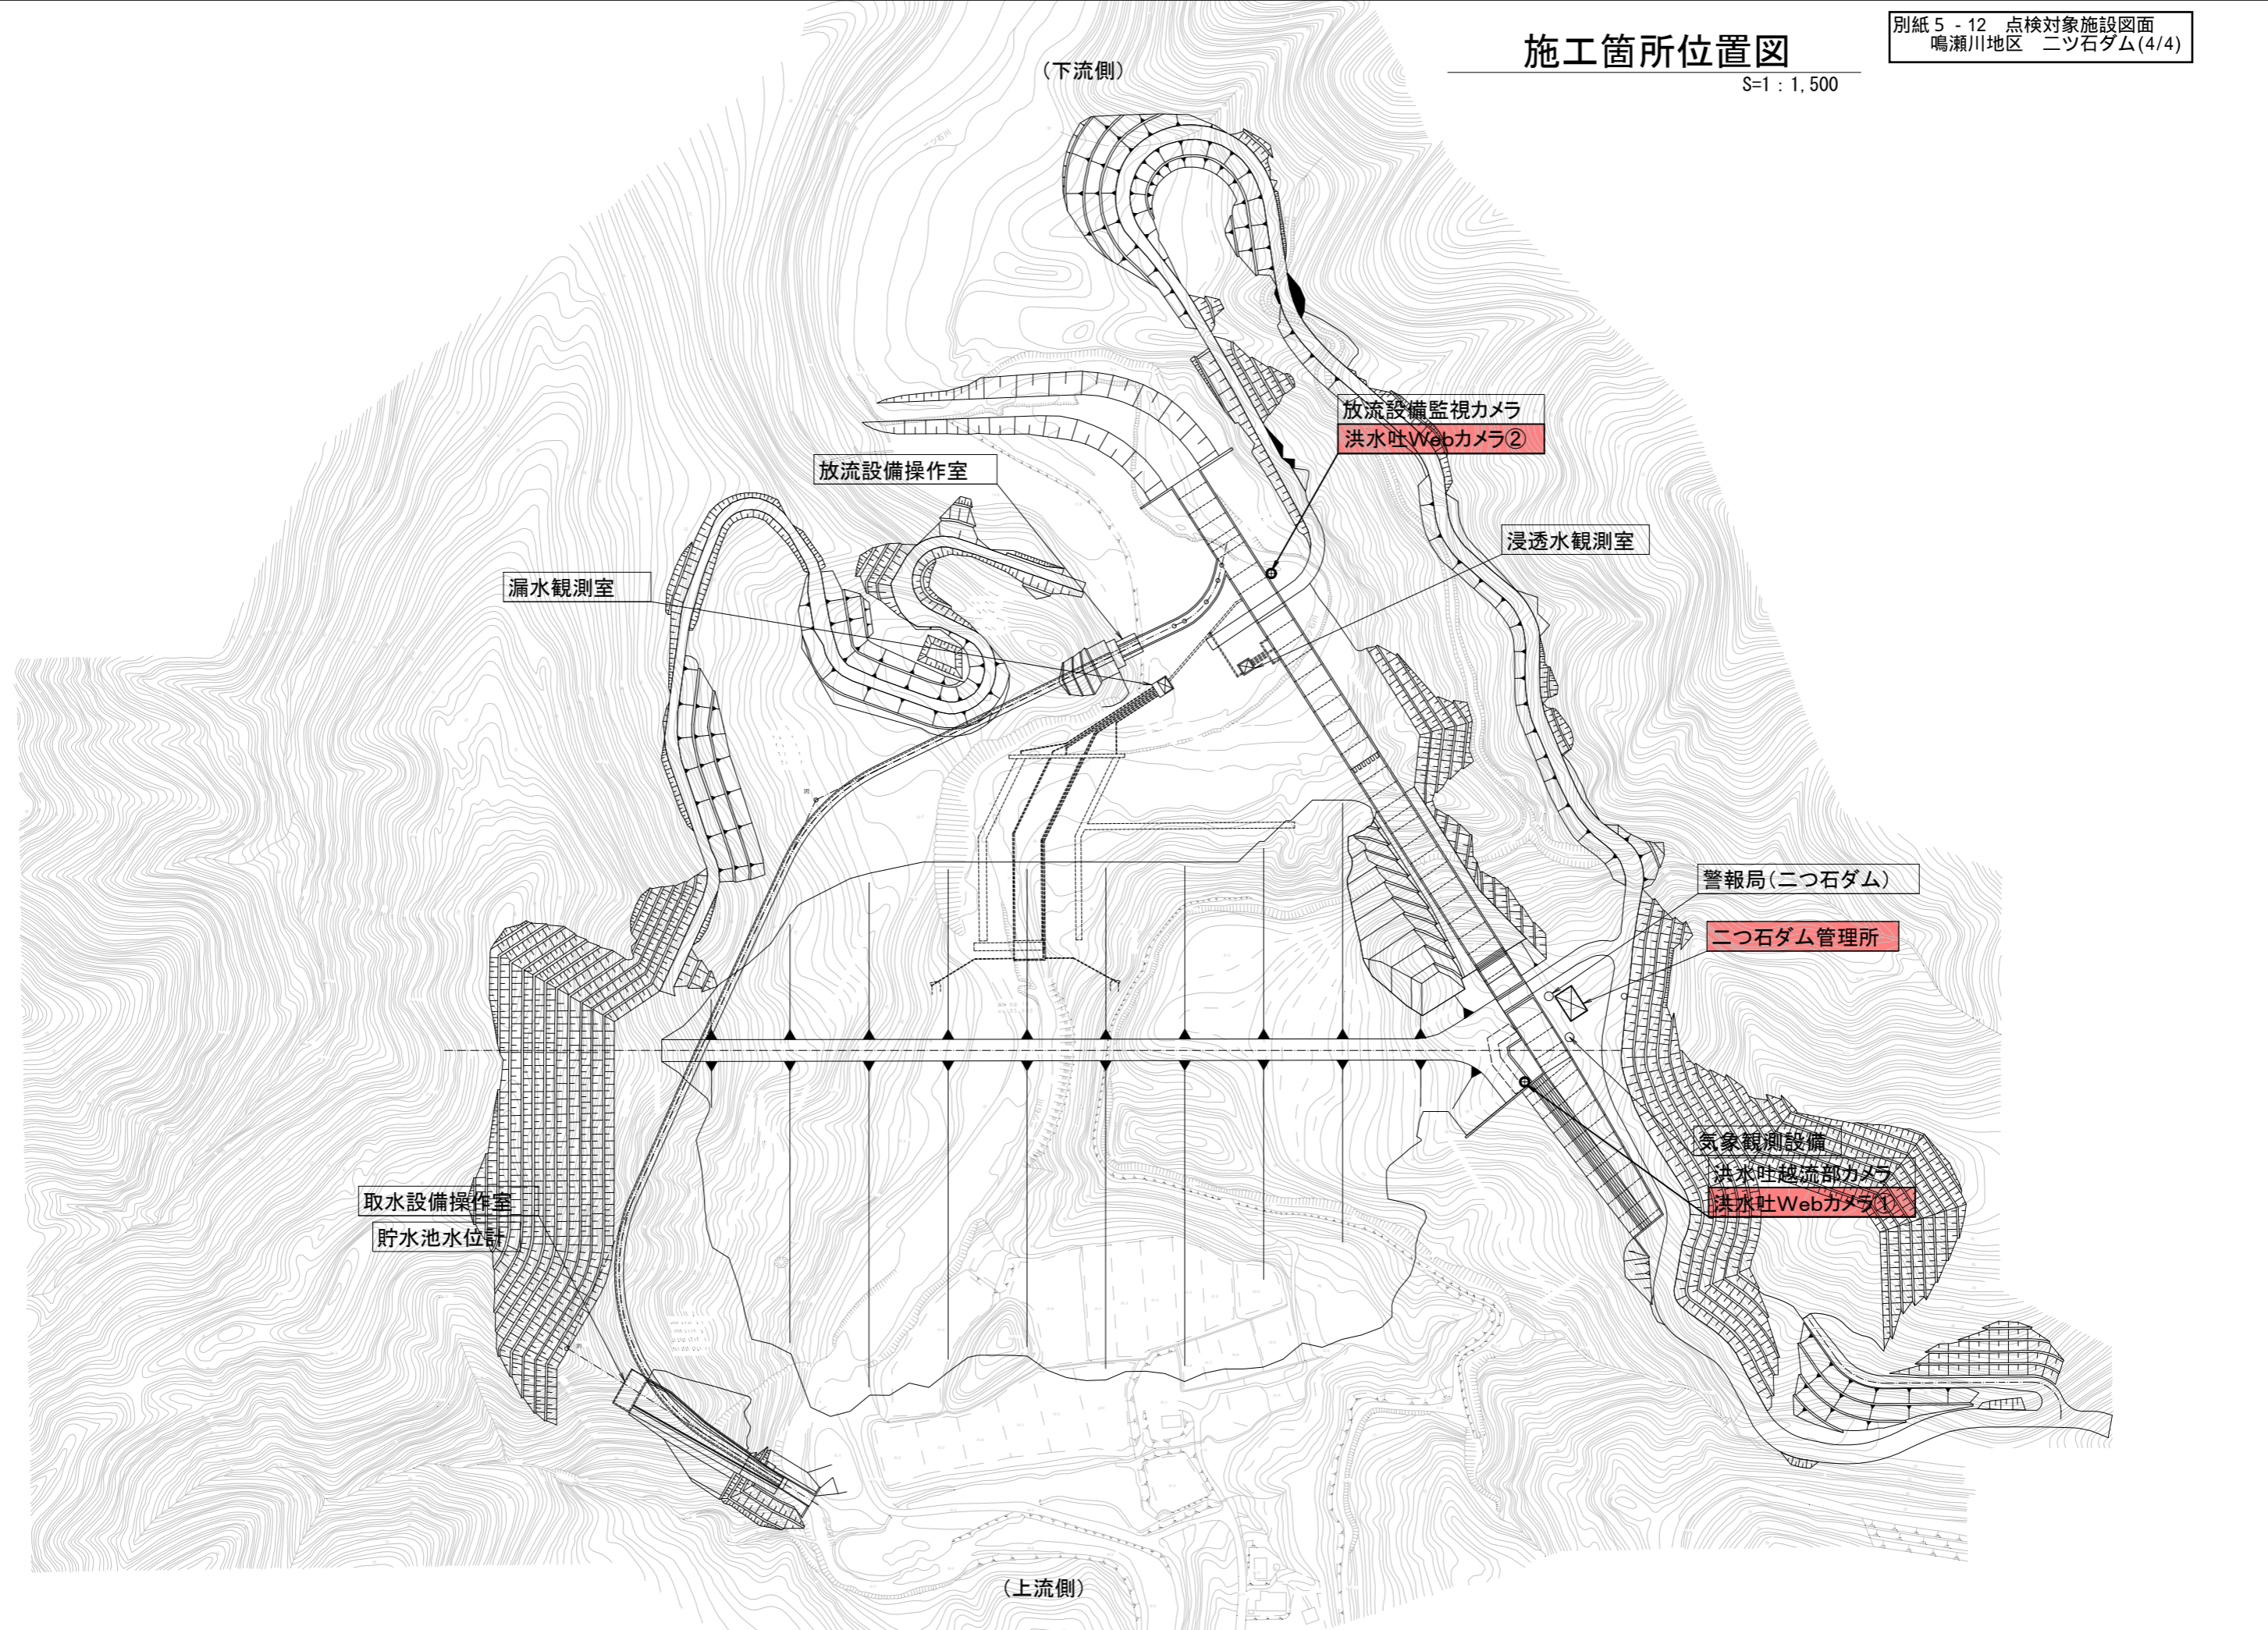 別紙5-12 点検対象施設図面
鳴瀬川地区 二ツ石ダム(4/4)
施工箇所位置図
S=1:1,500
(下流側)
二ツ石川
放流設備監視カメラ
洪水吐Webカメラ②
放流設備操作室
浸透水観測室
漏水観測室
警報局(二つ石ダム)
二つ石ダム管理所
気象観測設備
洪水吐越流部カメラ
洪水吐Webカメラ①
取水設備操作室
貯水池水位計
(上流側)